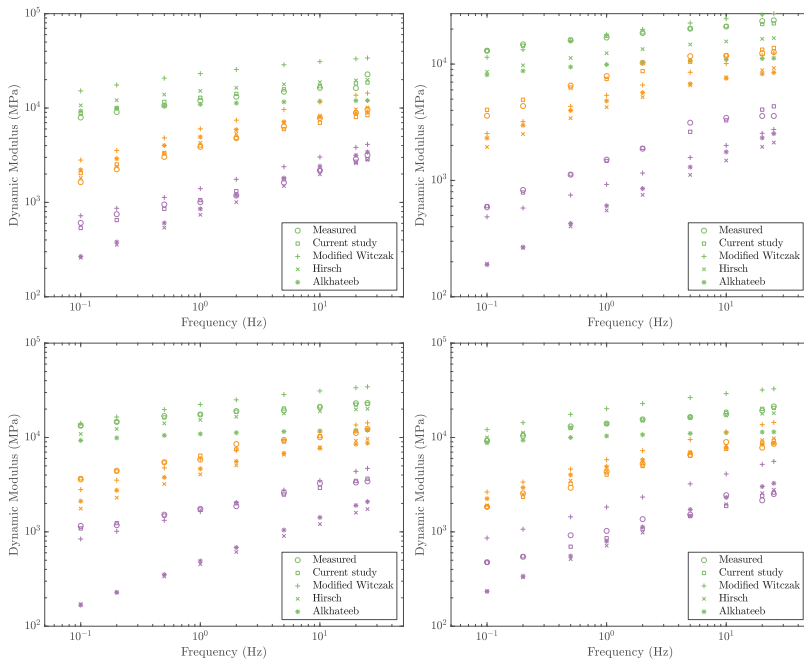 Dynamic Modulus (MPa)
10^5
10^4
10^3
10^2
Measured
Current study
Modified Witczak
Hirsch
Alkhateeb
10^-1
10^0
10^1
Frequency (Hz)
Dynamic Modulus (MPa)
10^4
10^3
10^2
Measured
Current study
Modified Witczak
Hirsch
Alkhateeb
10^-1
10^0
10^1
Frequency (Hz)
Dynamic Modulus (MPa)
10^5
10^4
10^3
10^2
Measured
Current study
Modified Witczak
Hirsch
Alkhateeb
10^-1
10^0
10^1
Frequency (Hz)
Dynamic Modulus (MPa)
10^5
10^4
10^3
10^2
Measured
Current study
Modified Witczak
Hirsch
Alkhateeb
10^-1
10^0
10^1
Frequency (Hz)